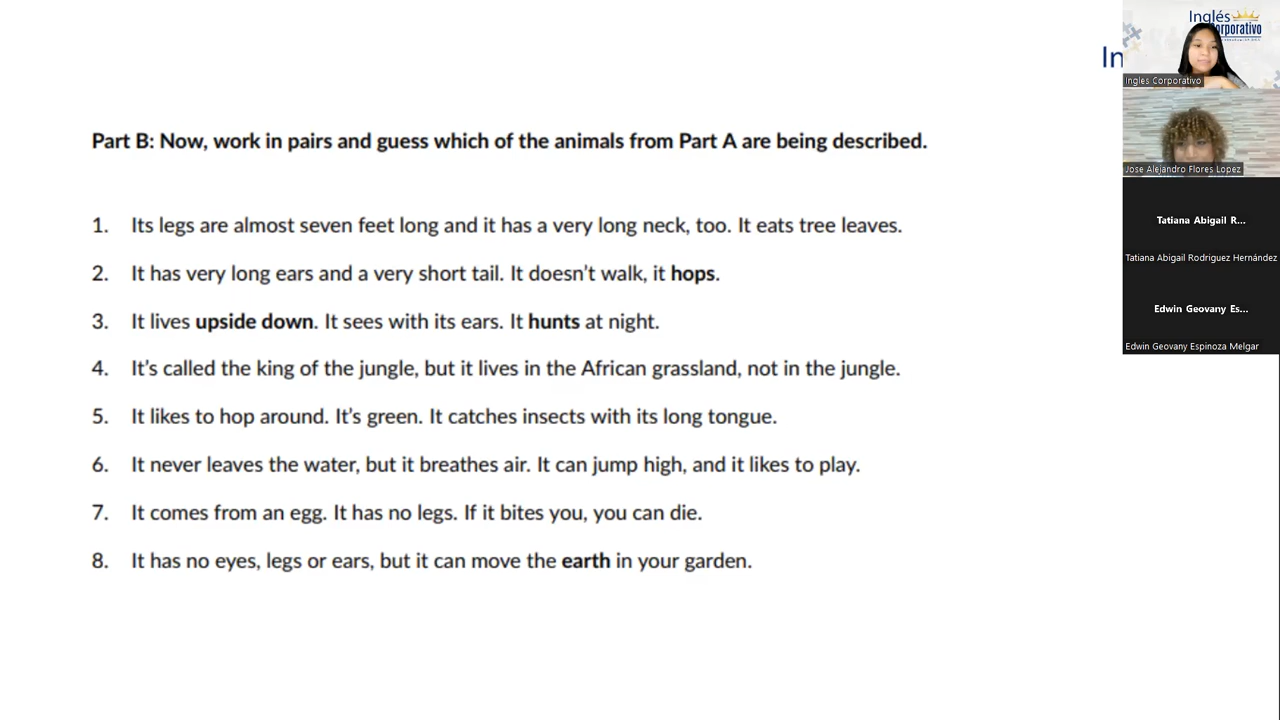 Part B: Now, work in pairs and guess which of the animals from Part A are being described.
1. Its legs are almost seven feet long and it has a very long neck, too. It eats tree leaves.
2. It has very long ears and a very short tail. It doesn't walk, it hops.
3. It lives upside down. It sees with its ears. It hunts at night.
4. It's called the king of the jungle, but it lives in the African grassland, not in the jungle.
5. It likes to hop around. It's green. It catches insects with its long tongue.
6. It never leaves the water, but it breathes air. It can jump high, and it likes to play.
7. It comes from an egg. It has no legs. If it bites you, you can die.
8. It has no eyes, legs or ears, but it can move the earth in your garden.
In
Inglés
Corporativo
Ingles Corporativo
Jose Alejandro Flores Lopez
Tatiana Abigail R...
Tatiana Abigail Rodriguez Hernández
Edwin Geovany Es...
Edwin Geovany Espinoza Melgar